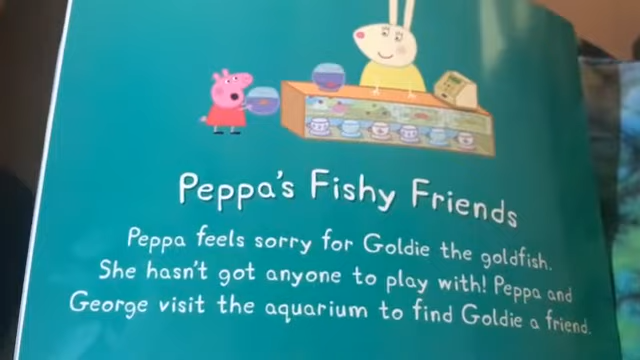 Peppa's Fishy Friends
Peppa feels sorry for Goldie the goldfish.
She hasn't got anyone to play with! Peppa and
George visit the aquarium to find Goldie a friend.